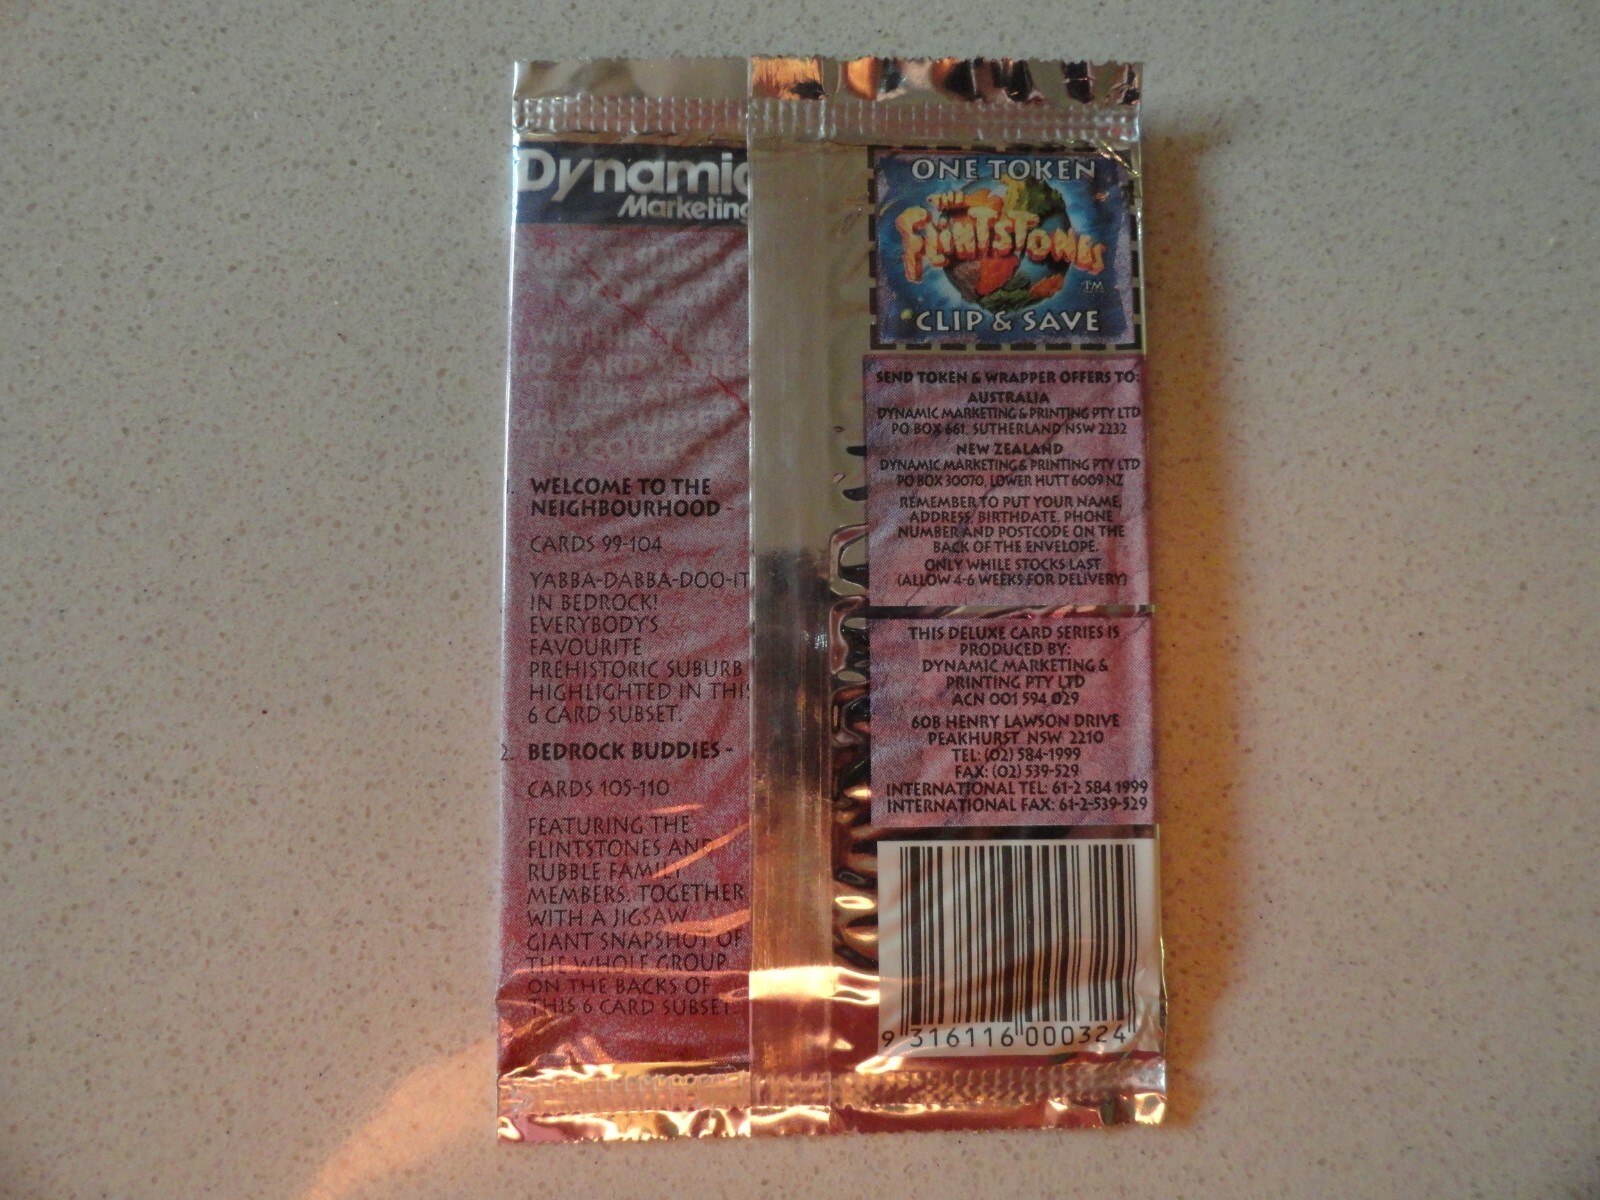 Dynamic
Marketing
WITHIN THIS
CARD SERIES
TO COLLECT
WELCOME TO THE
NEIGHBOURHOOD -
CARDS 99-104
YABBA-DABBA-DOO-IT
IN BEDROCK!
EVERYBODY'S
FAVOURITE
PREHISTORIC SUBURB
HIGHLIGHTED IN THIS
6 CARD SUBSET.
2. BEDROCK BUDDIES -
CARDS 105-110
FEATURING THE
FLINTSTONES AND
RUBBLE FAMILY
MEMBERS, TOGETHER
WITH A JIGSAW
GIANT SNAPSHOT OF
THE WHOLE GROUP
ON THE BACKS OF
THIS 6 CARD SUBSET.
ONE TOKEN
THE
FLINTSTONES
TM
CLIP & SAVE
SEND TOKEN & WRAPPER OFFERS TO:
AUSTRALIA
DYNAMIC MARKETING & PRINTING PTY LTD
PO BOX 661, SUTHERLAND NSW 2232
NEW ZEALAND
DYNAMIC MARKETING & PRINTING PTY LTD
PO BOX 30070, LOWER HUTT 6009 NZ
REMEMBER TO PUT YOUR NAME,
ADDRESS, BIRTHDATE, PHONE
NUMBER AND POSTCODE ON THE
BACK OF THE ENVELOPE.
ONLY WHILE STOCKS LAST
(ALLOW 4-6 WEEKS FOR DELIVERY)
THIS DELUXE CARD SERIES IS
PRODUCED BY:
DYNAMIC MARKETING &
PRINTING PTY LTD
ACN 001 594 029
60B HENRY LAWSON DRIVE
PEAKHURST NSW 2210
TEL: (02) 584-1999
FAX: (02) 539-529
INTERNATIONAL TEL: 61-2 584 1999
INTERNATIONAL FAX: 61-2-539-529
9 316116 000324